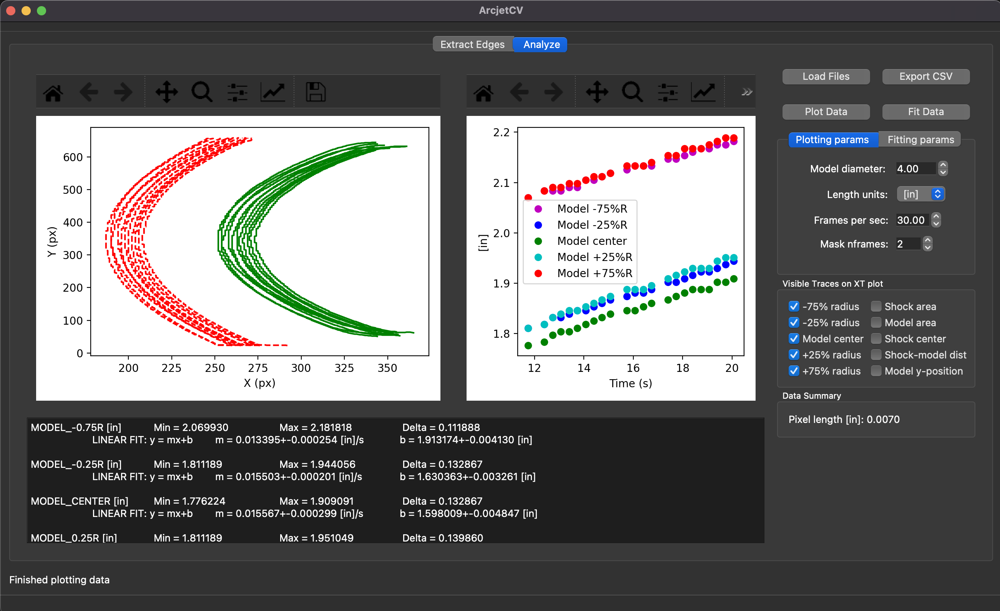 ArcjetCV
Extract Edges Analyze
Load Files Export CSV
Plot Data Fit Data
Plotting params Fitting params
Model diameter: 4.00
Length units: [in]
Frames per sec: 30.00
Mask nframes: 2
Visible Traces on XT plot
-75% radius Shock area
-25% radius Model area
Model center Shock center
+25% radius Shock-model dist
+75% radius Model y-position
Data Summary
Pixel length [in]: 0.0070
Y (px)
600
500
400
300
200
100
0
200 225 250 275 300 325 350
X (px)
[in]
2.2
2.1
2.0
1.9
1.8
Model -75%R
Model -25%R
Model center
Model +25%R
Model +75%R
12 14 16 18 20
Time (s)
MODEL_-0.75R [in] Min = 2.069930 Max = 2.181818 Delta = 0.111888
LINEAR FIT: y = mx+b m = 0.013395+-0.000254 [in]/s b = 1.913174+-0.004130 [in]
MODEL_-0.25R [in] Min = 1.811189 Max = 1.944056 Delta = 0.132867
LINEAR FIT: y = mx+b m = 0.015503+-0.000201 [in]/s b = 1.630363+-0.003261 [in]
MODEL_CENTER [in] Min = 1.776224 Max = 1.909091 Delta = 0.132867
LINEAR FIT: y = mx+b m = 0.015567+-0.000299 [in]/s b = 1.598009+-0.004847 [in]
MODEL_0.25R [in] Min = 1.811189 Max = 1.951049 Delta = 0.139860
Finished plotting data